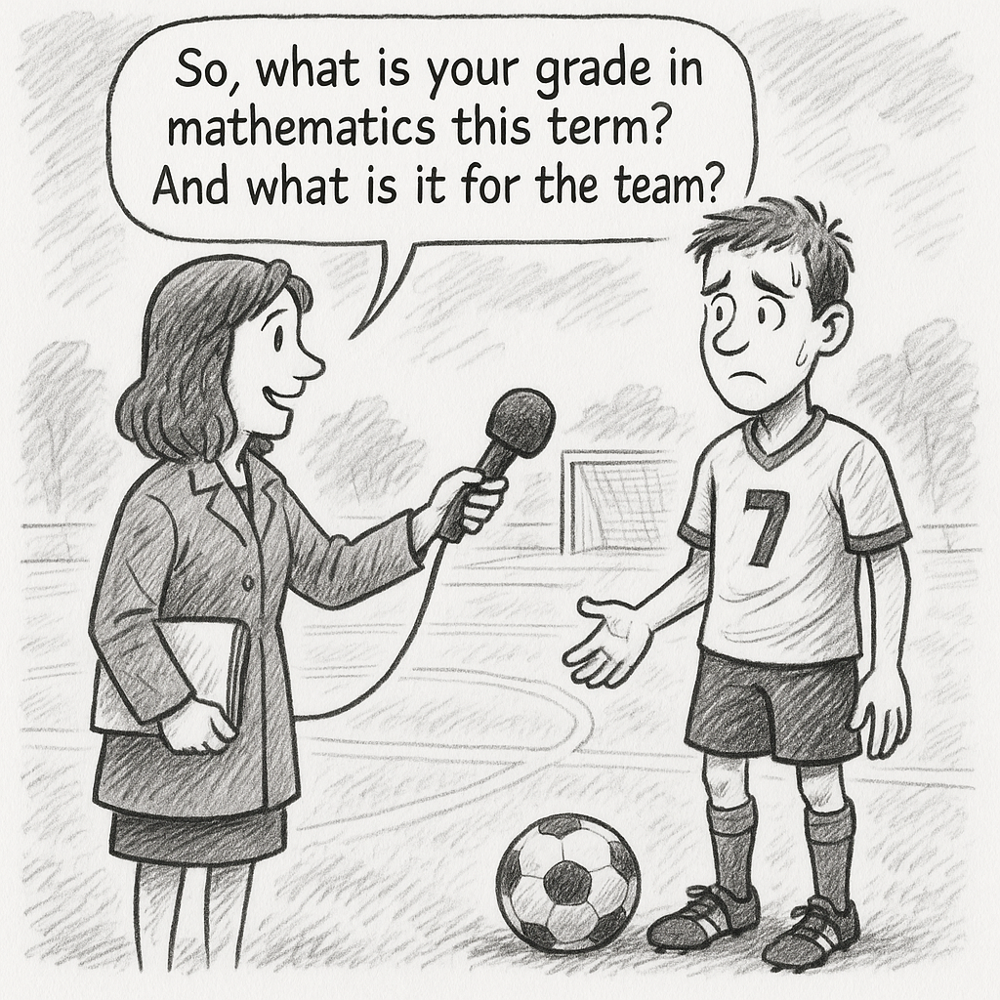 So, what is your grade in
mathematics this term?
And what is it for the team?
7